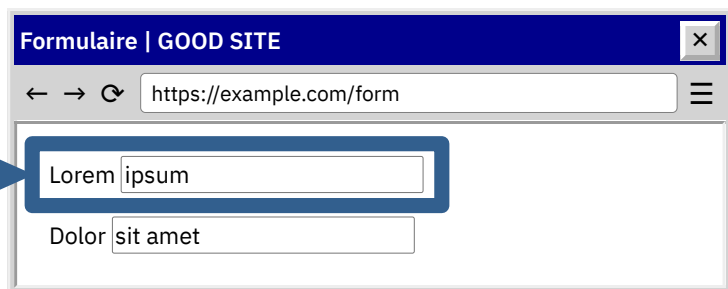 Formulaire | GOOD SITE
https://example.com/form
Lorem ipsum
Dolor sit amet